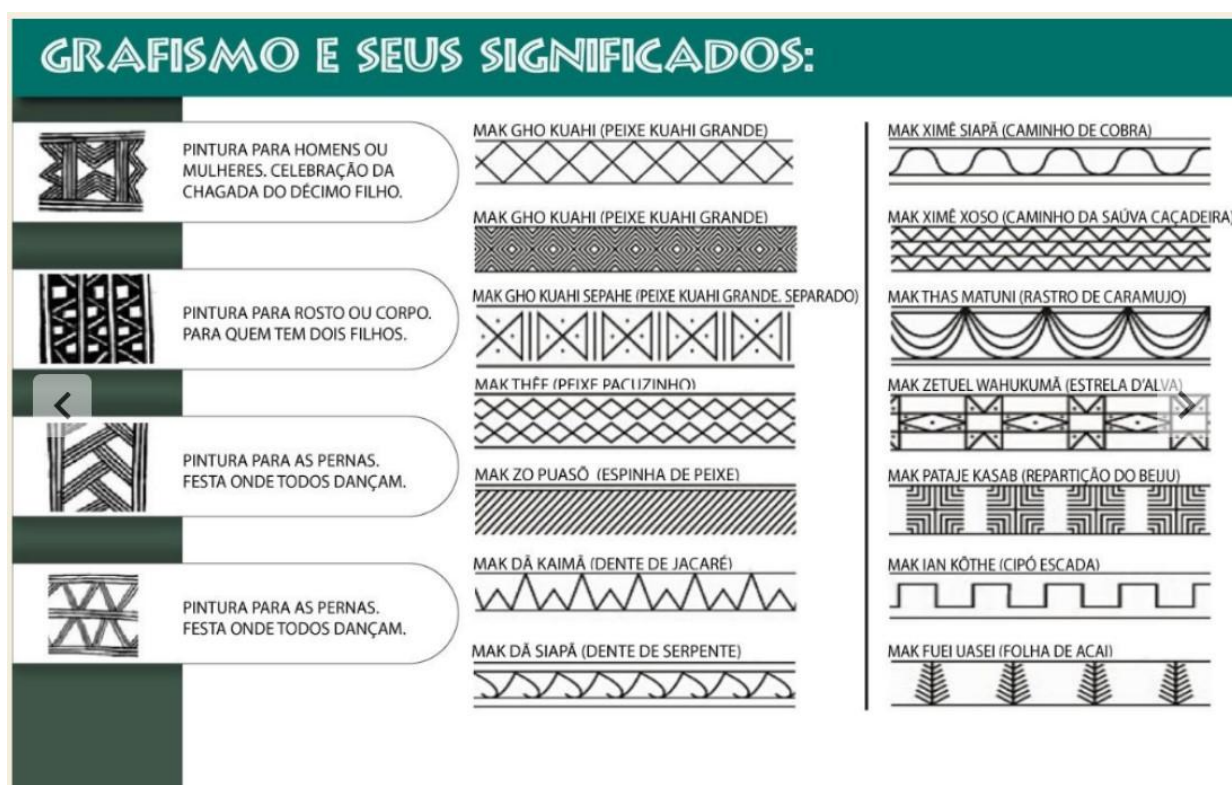 GRAFISMO E SEUS SIGNIFICADOS:
PINTURA PARA HOMENS OU
MULHERES. CELEBRAÇÃO DA
CHAGADA DO DÉCIMO FILHO.
PINTURA PARA ROSTO OU CORPO.
PARA QUEM TEM DOIS FILHOS.
PINTURA PARA AS PERNAS.
FESTA ONDE TODOS DANÇAM.
PINTURA PARA AS PERNAS.
FESTA ONDE TODOS DANÇAM.
MAK GHO KUAHI (PEIXE KUAHI GRANDE)
MAK GHO KUAHI (PEIXE KUAHI GRANDE)
MAK GHO KUAHI SEPAHE (PEIXE KUAHI GRANDE. SEPARADO)
MAK THÊE (PEIXE PACUZINHO)
MAK ZO PUASÕ (ESPINHA DE PEIXE)
MAK DÃ KAIMÃ (DENTE DE JACARÉ)
MAK DÃ SIAPÃ (DENTE DE SERPENTE)
MAK XIMÊ SIAPÃ (CAMINHO DE COBRA)
MAK XIMÊ XOSO (CAMINHO DA SAÚVA CAÇADEIRA)
MAK THAS MATUNI (RASTRO DE CARAMUJO)
MAK ZETUEL WAHUKUMÃ (ESTRELA D'ALVA)
MAK PATAJE KASAB (REPARTIÇÃO DO BEIJU)
MAK IAN KÔTHE (CIPÓ ESCADA)
MAK FUEI UASEI (FOLHA DE AÇAI)